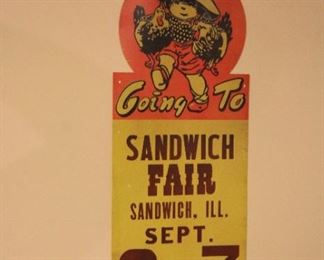 Going To
SANDWICH
FAIR
SANDWICH, ILL.
SEPT.